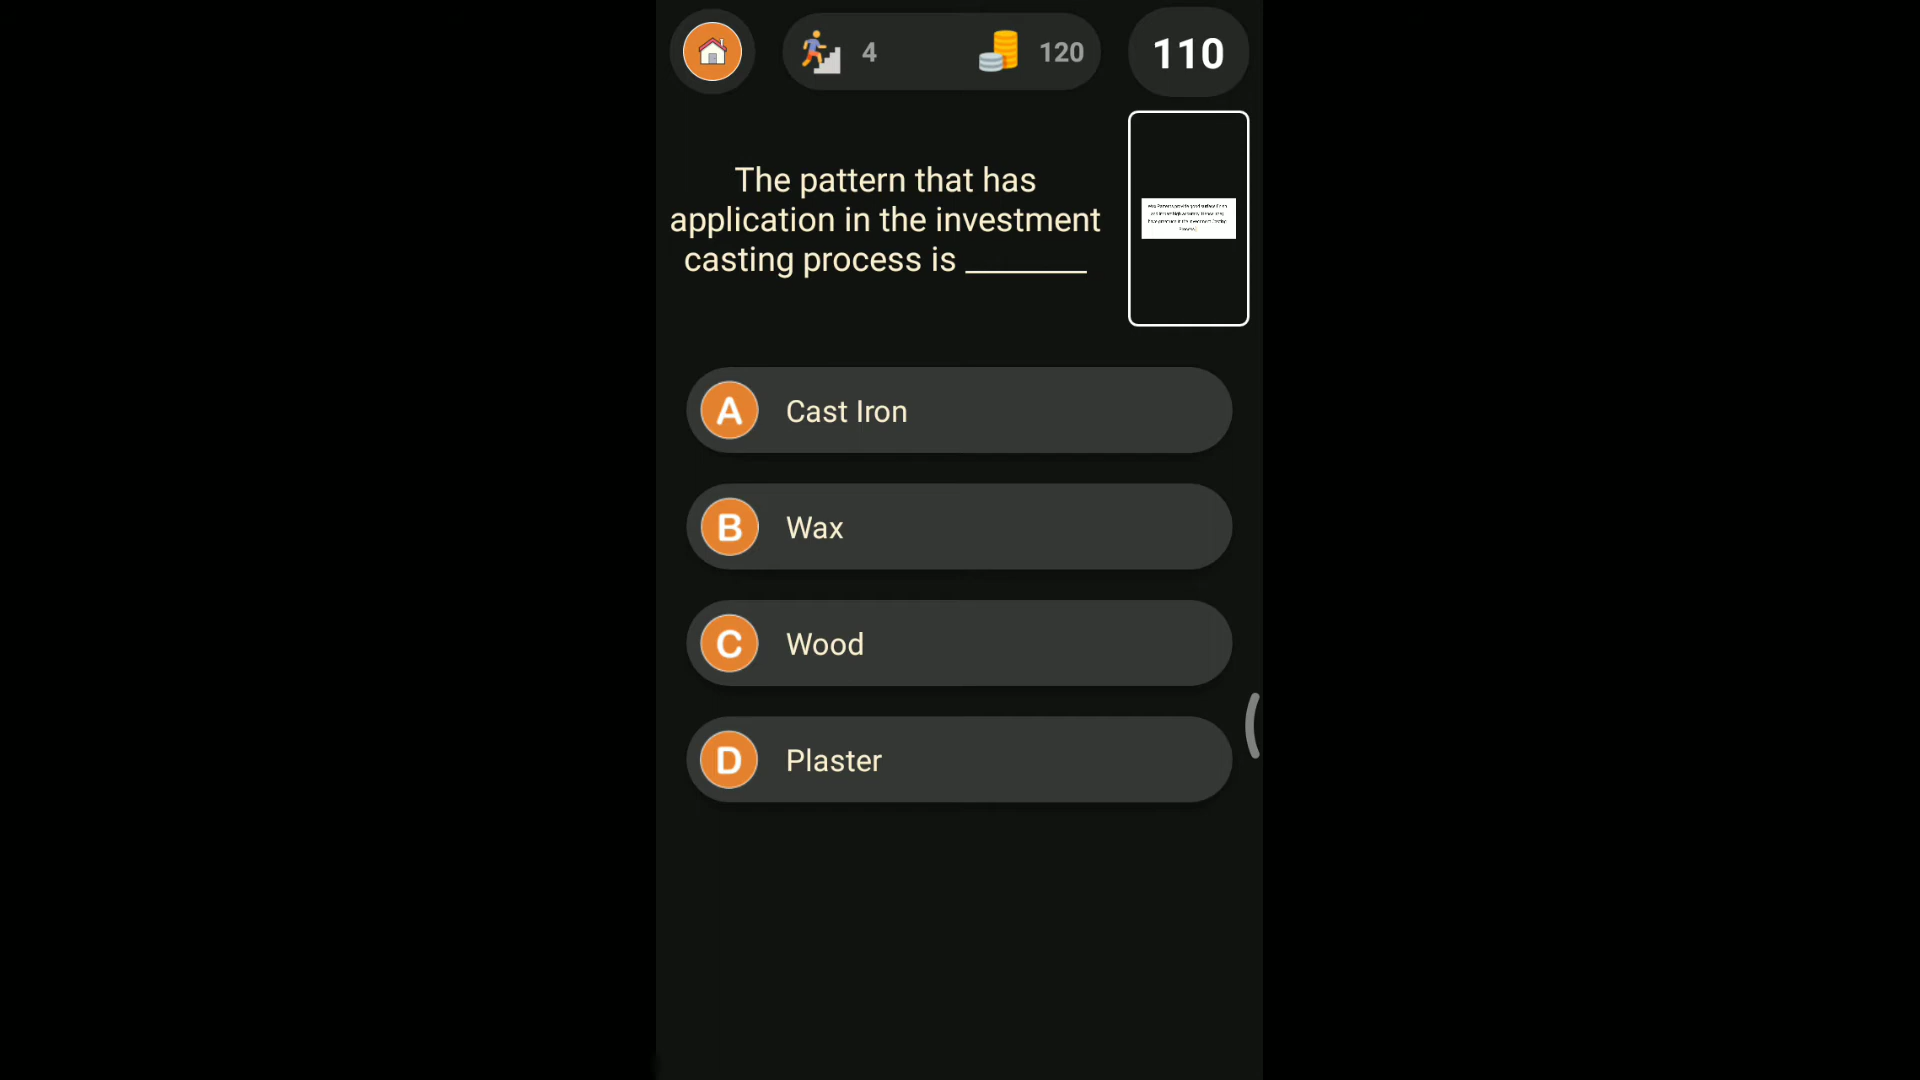 4
120
110
The pattern that has
application in the investment
casting process is ________
A Cast Iron
B Wax
C Wood
D Plaster